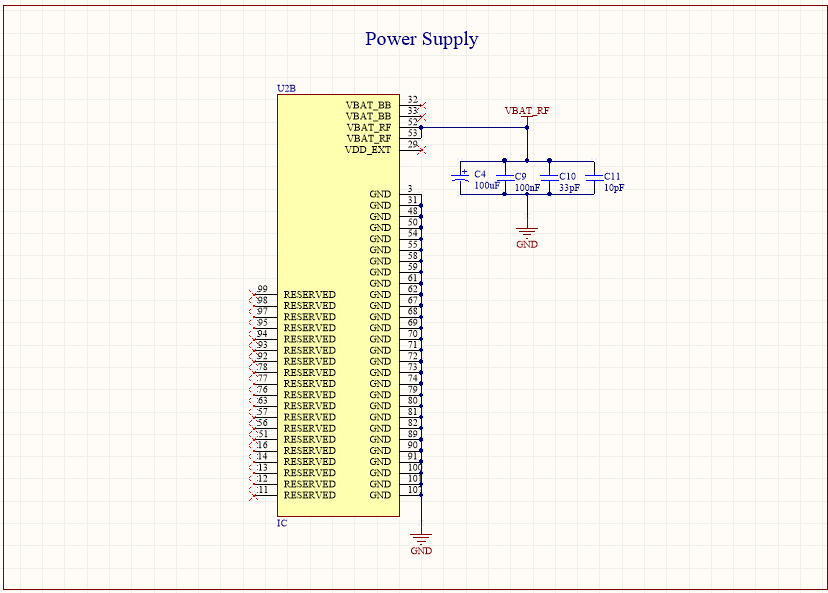 Power Supply
U2B
VBAT_BB 32
VBAT_BB 33
VBAT_RF 52
VBAT_RF 53
VDD_EXT 29
VBAT_RF
C4 100uF
C9 100nF
C10 33pF
C11 10pF
GND
GND 3
GND 31
GND 48
GND 50
GND 54
GND 55
GND 58
GND 59
GND 61
99 RESERVED GND 62
98 RESERVED GND 67
97 RESERVED GND 68
95 RESERVED GND 69
94 RESERVED GND 70
93 RESERVED GND 71
92 RESERVED GND 72
78 RESERVED GND 73
77 RESERVED GND 74
76 RESERVED GND 79
63 RESERVED GND 80
57 RESERVED GND 81
56 RESERVED GND 82
51 RESERVED GND 89
16 RESERVED GND 90
14 RESERVED GND 91
13 RESERVED GND 100
12 RESERVED GND
11 RESERVED GND
IC
GND